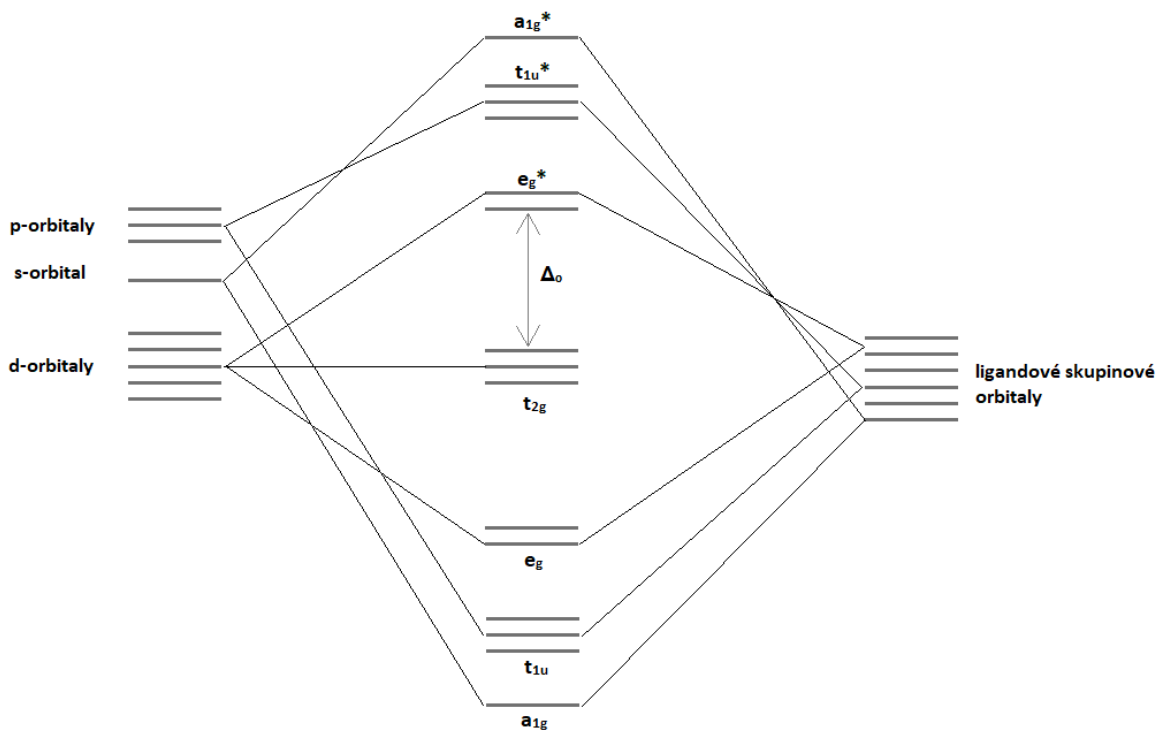 a₁g*
t₁u*
eg*
p-orbitaly
s-orbital
Δₒ
d-orbitaly
ligandové skupinové
orbitaly
t₂g
eg
t₁u
a₁g